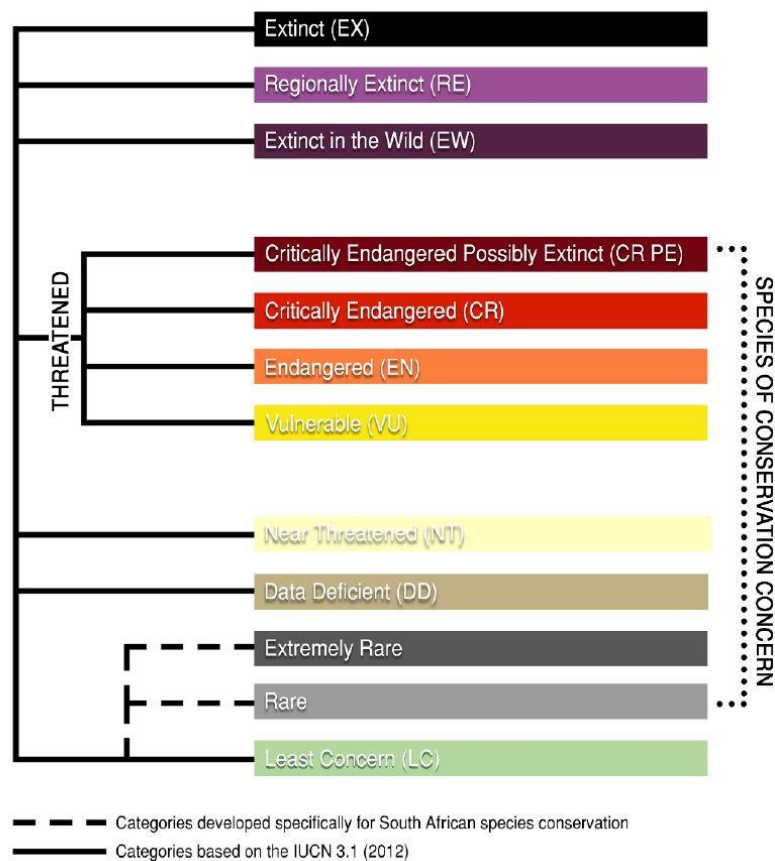 Extinct (EX)
Regionally Extinct (RE)
Extinct in the Wild (EW)
THREATENED
Critically Endangered Possibly Extinct (CR PE)
Critically Endangered (CR)
Endangered (EN)
Vulnerable (VU)
Near Threatened (NT)
Data Deficient (DD)
Extremely Rare
Rare
Least Concern (LC)
SPECIES OF CONSERVATION CONCERN
Categories developed specifically for South African species conservation
Categories based on the IUCN 3.1 (2012)